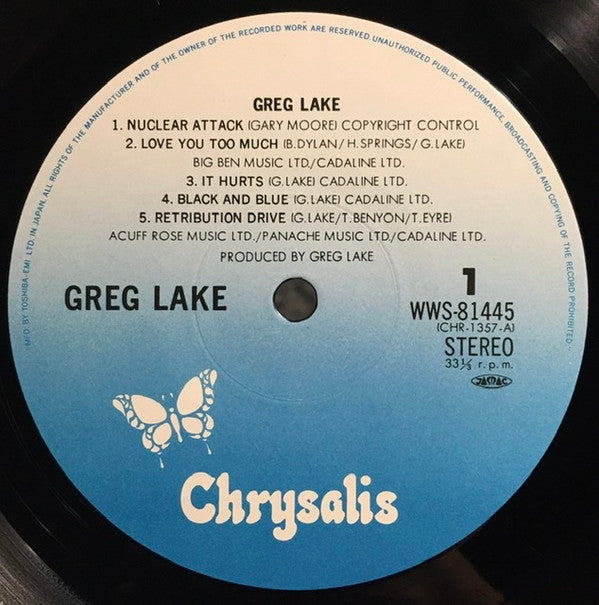 MFD. BY TOSHIBA-EMI LTD. IN JAPAN. ALL RIGHTS OF THE MANUFACTURER AND OF THE OWNER OF THE RECORDED WORK ARE RESERVED. UNAUTHORIZED PUBLIC PERFORMANCE, BROADCASTING AND COPYING OF THE RECORD PROHIBITED.
GREG LAKE
1. NUCLEAR ATTACK (GARY MOORE) COPYRIGHT CONTROL
2. LOVE YOU TOO MUCH (B.DYLAN/H.SPRINGS/G.LAKE)
BIG BEN MUSIC LTD./CADALINE LTD.
3. IT HURTS (G.LAKE) CADALINE LTD.
4. BLACK AND BLUE (G.LAKE) CADALINE LTD.
5. RETRIBUTION DRIVE (G.LAKE/T.BENYON/T.EYRE)
ACUFF ROSE MUSIC LTD./PANACHE MUSIC LTD/CADALINE LTD.
PRODUCED BY GREG LAKE
GREG LAKE
1
WWS-81445
(CHR-1357-A)
STEREO
33⅓ r.p.m.
JASRAC
Chrysalis